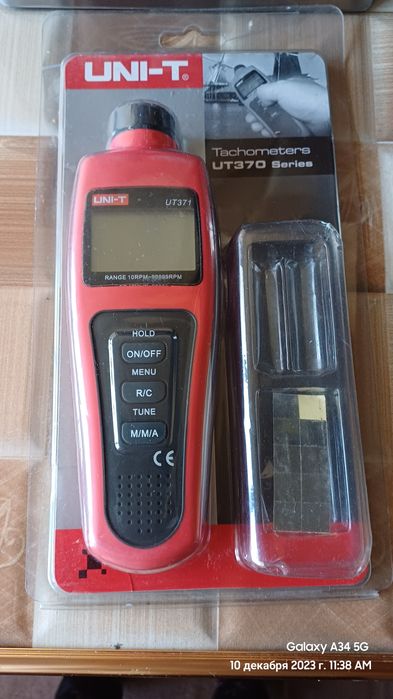 UNI-T®
Tachometers
UT370 Series
UNI-T
UT371
RANGE 10RPM~99999RPM
HOLD
ON/OFF
MENU
R/C
TUNE
M/M/A
CE
Galaxy A34 5G
10 декабря 2023 г. 11:38 AM